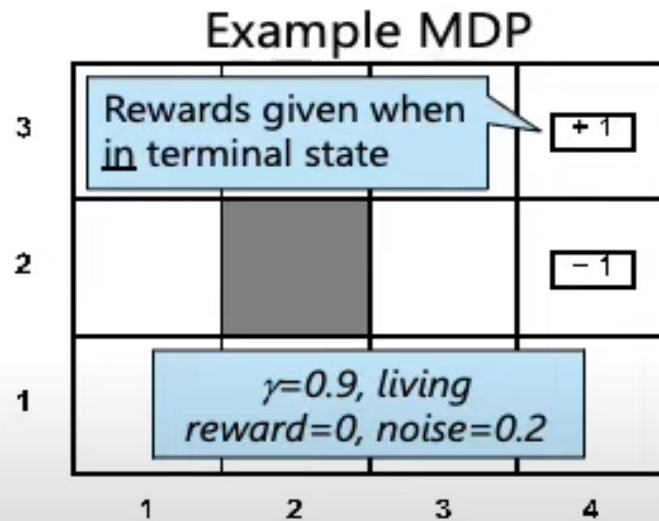 Example MDP
Rewards given when
in terminal state
3
+ 1
2
– 1
γ=0.9, living
reward=0, noise=0.2
1
1 2 3 4